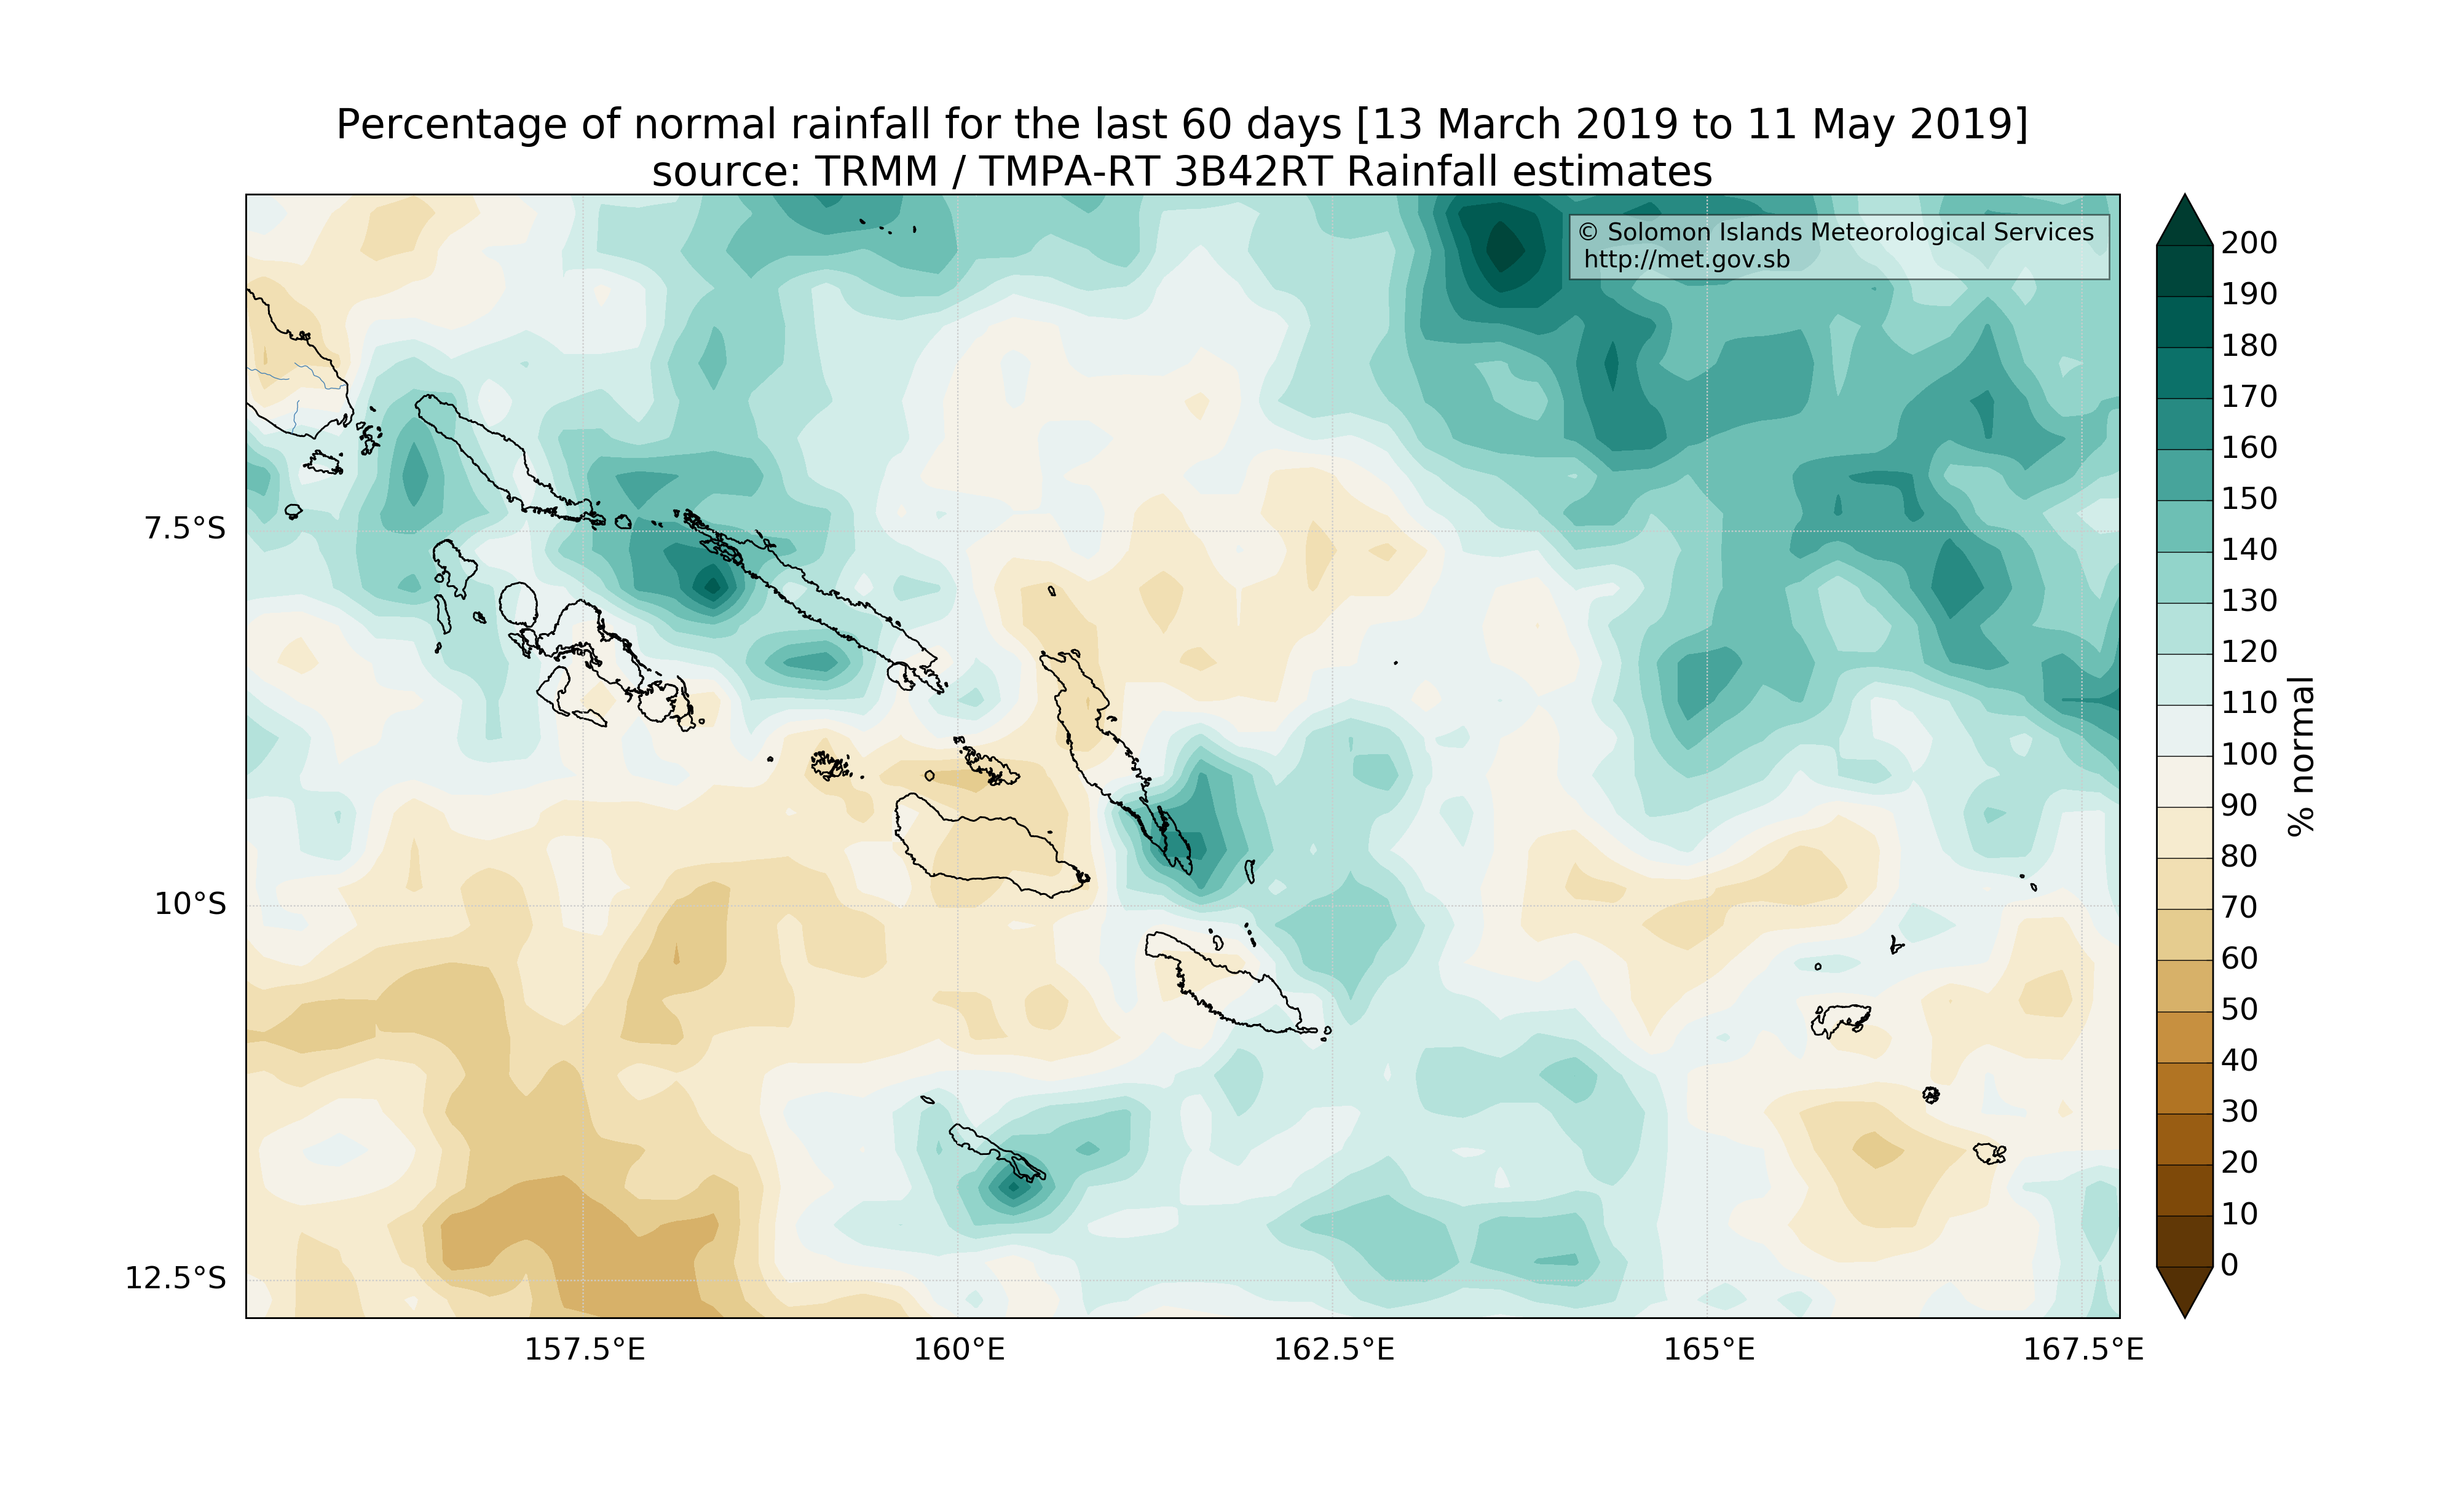 Percentage of normal rainfall for the last 60 days [13 March 2019 to 11 May 2019]
source: TRMM / TMPA-RT 3B42RT Rainfall estimates
© Solomon Islands Meteorological Services
http://met.gov.sb
7.5°S
10°S
12.5°S
157.5°E
160°E
162.5°E
165°E
167.5°E
200
190
180
170
160
150
140
130
120
110
100
90
80
70
60
50
40
30
20
10
0
% normal